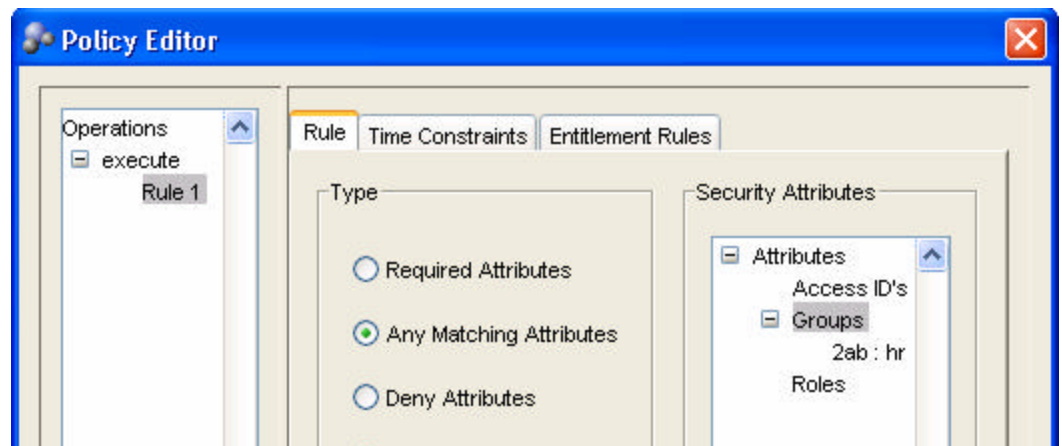 Policy Editor
Operations
execute
Rule 1
Rule
Time Constraints
Entitlement Rules
Type
Required Attributes
Any Matching Attributes
Deny Attributes
Security Attributes
Attributes
Access ID's
Groups
2ab : hr
Roles